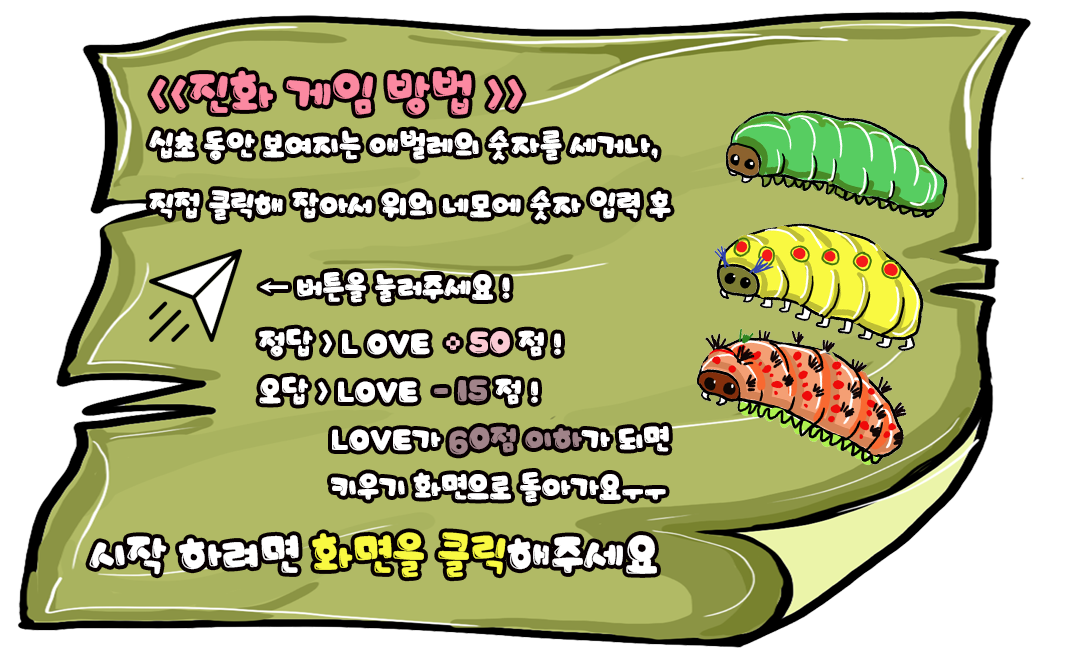 <<진화 게임 방법 >>
십초 동안 보여지는 애벌레의 숫자를 세거나,
직접 클릭해 잡아서 위의 네모에 숫자 입력 후
← 버튼을 눌러주세요!
정답 > LOVE +50점!
오답 > LOVE -15점!
LOVE가 60점 이하가 되면
키우기 화면으로 돌아가요ㅜㅜ
시작 하려면 화면을 클릭해주세요